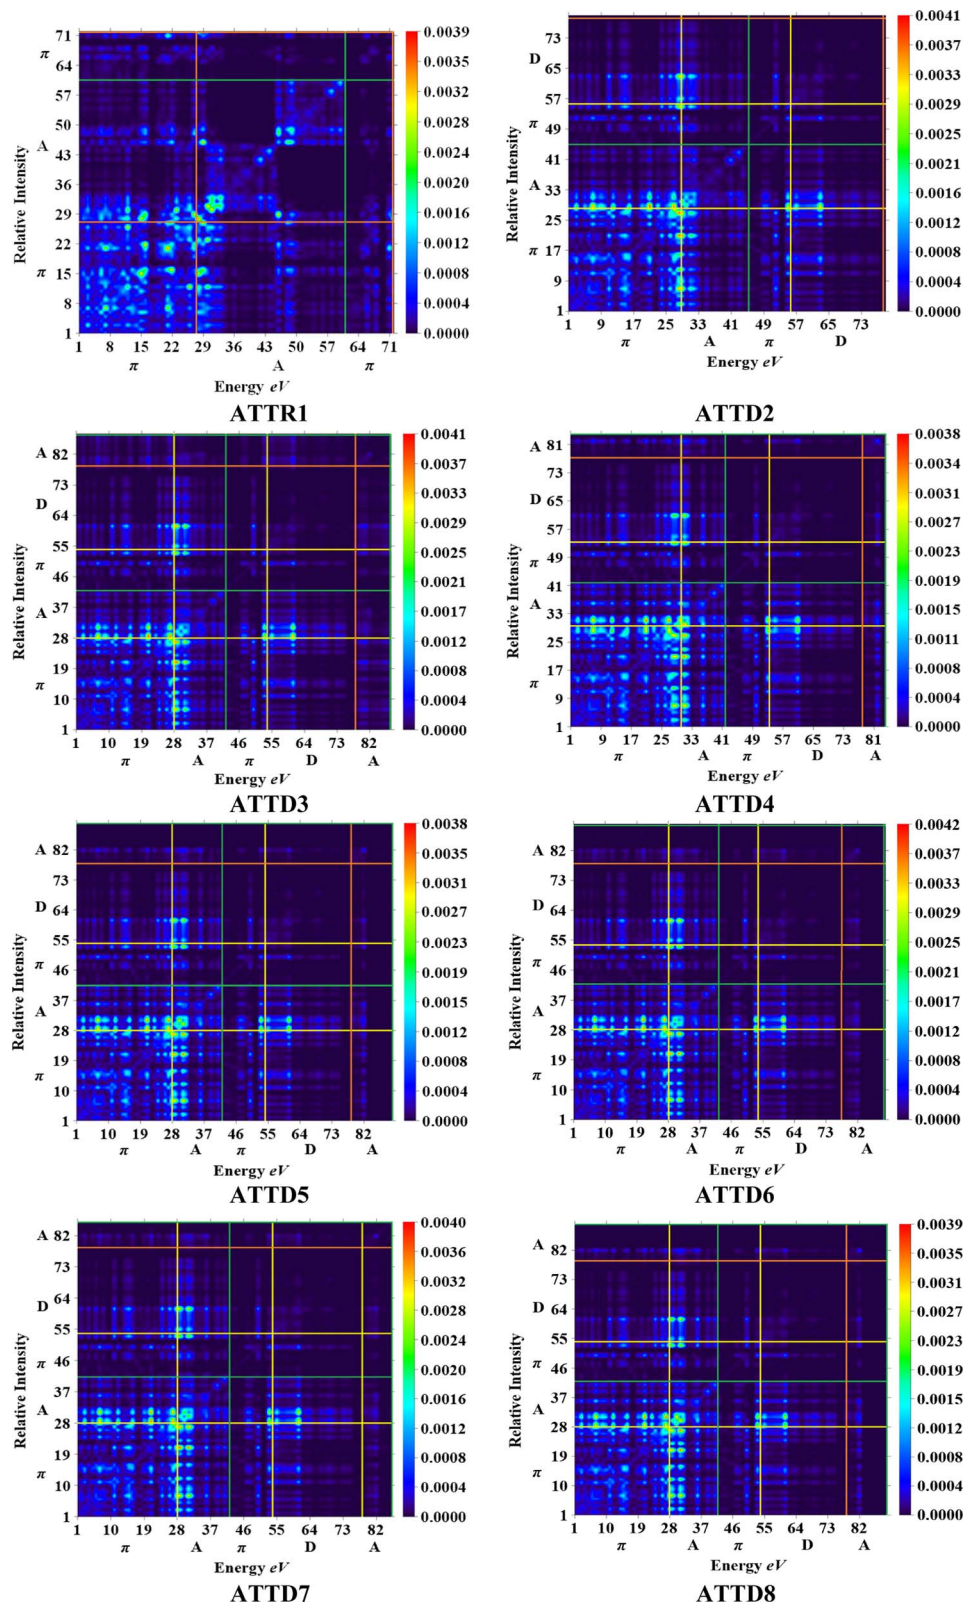 71
π
64
57
50
A
43
36
29
22
π
15
8
1
Relative Intensity
1 8 15 22 29 36 43 50 57 64 71
π A π
Energy eV
0.0039
0.0035
0.0031
0.0027
0.0023
0.0020
0.0016
0.0012
0.0008
0.0004
0.0000
ATTR1
73
D
65
57
π
49
41
A
33
25
17
π
9
1
Relative Intensity
1 9 17 25 33 41 49 57 65 73
π A π D
Energy eV
0.0041
0.0037
0.0033
0.0029
0.0025
0.0021
0.0016
0.0012
0.0008
0.0004
0.0000
ATTD2
A 82
73
D
64
55
π
46
37
A
28
19
π
10
1
Relative Intensity
1 10 19 28 37 46 55 64 73 82
π A π D A
Energy eV
0.0041
0.0037
0.0033
0.0029
0.0025
0.0021
0.0016
0.0012
0.0008
0.0004
0.0000
ATTD3
A 81
73
D
65
57
π
49
41
A
33
25
17
π
9
1
Relative Intensity
1 9 17 25 33 41 49 57 65 73 81
π A π D A
Energy eV
0.0038
0.0034
0.0030
0.0027
0.0023
0.0019
0.0015
0.0011
0.0008
0.0004
0.0000
ATTD4
A 82
73
D
64
55
π
46
37
A
28
19
π
10
1
Relative Intensity
1 10 19 28 37 46 55 64 73 82
π A π D A
Energy eV
0.0038
0.0035
0.0031
0.0027
0.0023
0.0019
0.0015
0.0012
0.0008
0.0004
0.0000
ATTD5
A 82
73
D
64
55
π
46
37
A
28
19
π
10
1
Relative Intensity
1 10 19 28 37 46 55 64 73 82
π A π D A
Energy eV
0.0042
0.0038
0.0034
0.0029
0.0025
0.0021
0.0017
0.0013
0.0008
0.0004
0.0000
ATTD6
A 82
73
D
64
55
π
46
37
A
28
19
π
10
1
Relative Intensity
1 10 19 28 37 46 55 64 73 82
π A π D A
Energy eV
0.0040
0.0036
0.0032
0.0028
0.0024
0.0020
0.0016
0.0012
0.0008
0.0004
0.0000
ATTD7
A 82
73
D
64
55
π
46
36
A
28
19
π
10
1
Relative Intensity
1 10 19 28 37 46 55 64 73 82
π A π D A
Energy eV
0.0039
0.0035
0.0031
0.0027
0.0023
0.0019
0.0016
0.0012
0.0008
0.0004
0.0000
ATTD8